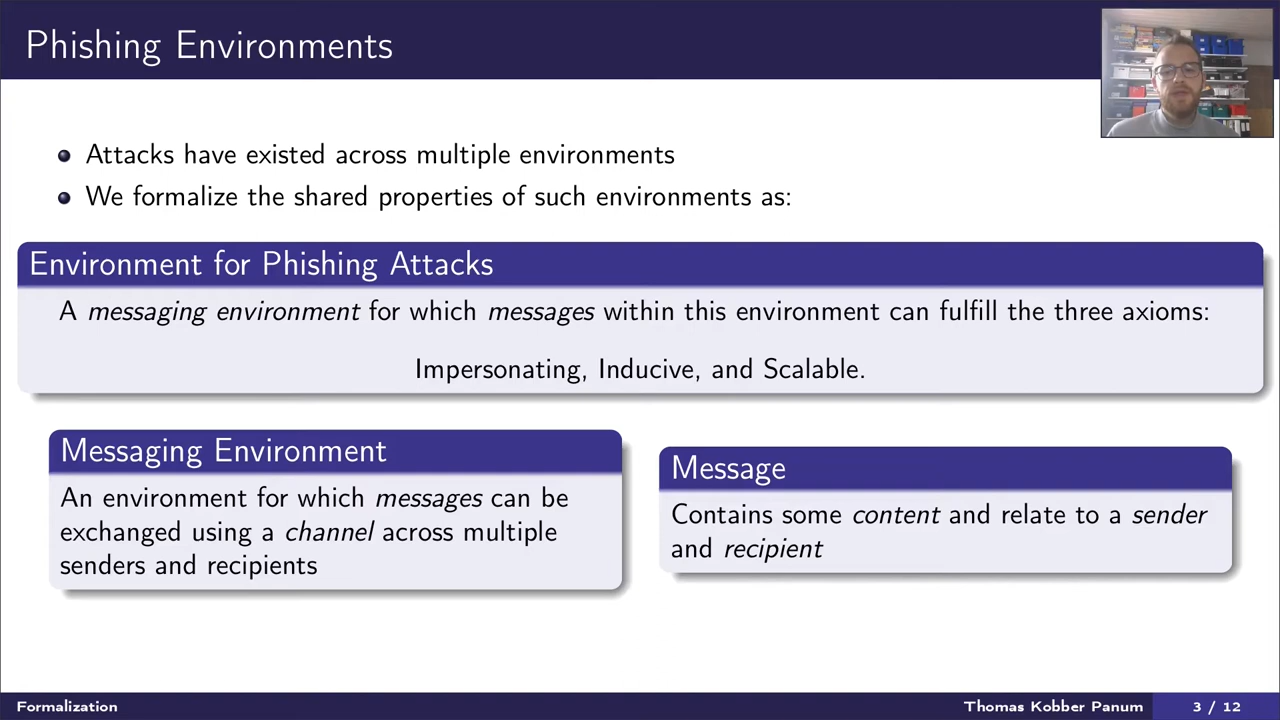 Phishing Environments
Attacks have existed across multiple environments
We formalize the shared properties of such environments as:
Environment for Phishing Attacks
A messaging environment for which messages within this environment can fulfill the three axioms:
Impersonating, Inducive, and Scalable.
Messaging Environment
An environment for which messages can be
exchanged using a channel across multiple
senders and recipients
Message
Contains some content and relate to a sender
and recipient
Formalization
Thomas Kobber Panum
3 / 12